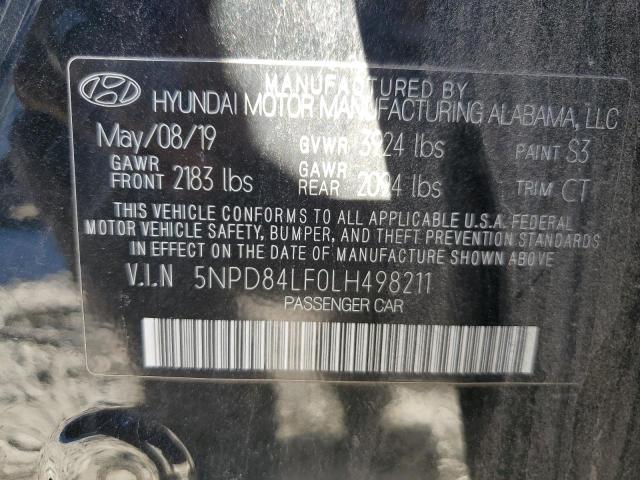 MANUFACTURED BY
HYUNDAI MOTOR MANUFACTURING ALABAMA, LLC
May/08/19 GVWR 3924 lbs PAINT S3
GAWR FRONT 2183 lbs GAWR REAR 2094 lbs TRIM CT
THIS VEHICLE CONFORMS TO ALL APPLICABLE U.S.A. FEDERAL
MOTOR VEHICLE SAFETY, BUMPER, AND THEFT PREVENTION STANDARDS
IN EFFECT ON THE DATE OF MANUFACTURE SHOWN ABOVE.
V.I.N 5NPD84LF0LH498211
PASSENGER CAR